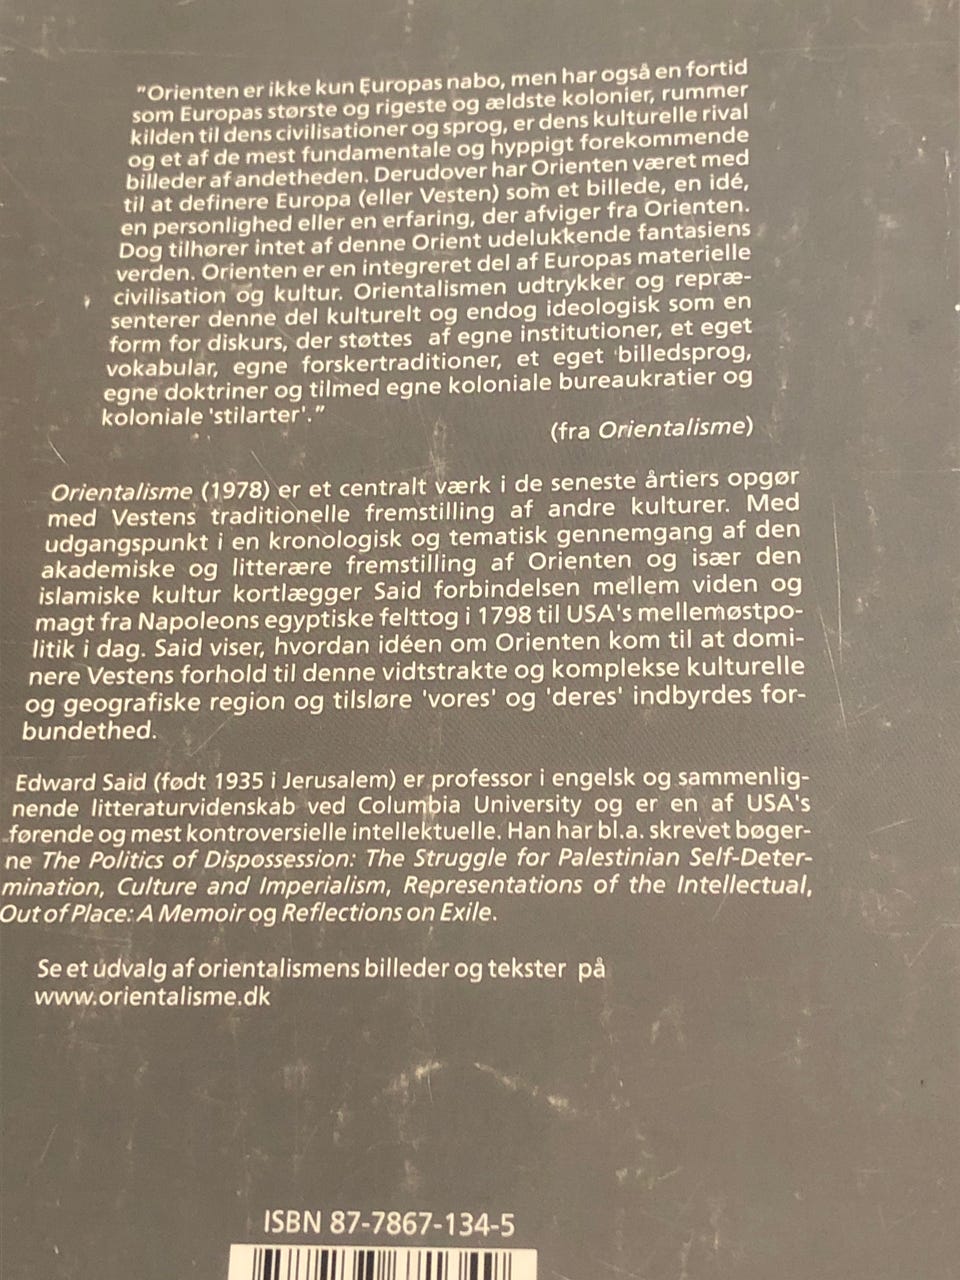 "Orienten er ikke kun Europas nabo, men har også en fortid
som Europas største og rigeste og ældste kolonier, rummer
kilden til dens civilisationer og sprog, er dens kulturelle rival
og et af de mest fundamentale og hyppigt forekommende
billeder af andetheden. Derudover har Orienten været med
til at definere Europa (eller Vesten) som et billede, en idé,
en personlighed eller en erfaring, der afviger fra Orienten.
Dog tilhører intet af denne Orient udelukkende fantasiens
verden. Orienten er en integreret del af Europas materielle
civilisation og kultur. Orientalismen udtrykker og repræ-
senterer denne del kulturelt og endog ideologisk som en
form for diskurs, der støttes af egne institutioner, et eget
vokabular, egne forskertraditioner, et eget billedsprog,
egne doktriner og tilmed egne koloniale bureaukratier og
koloniale 'stilarter'."
(fra Orientalisme)
Orientalisme (1978) er et centralt værk i de seneste årtiers opgør
med Vestens traditionelle fremstilling af andre kulturer. Med
udgangspunkt i en kronologisk og tematisk gennemgang af den
akademiske og litterære fremstilling af Orienten og især den
islamiske kultur kortlægger Said forbindelsen mellem viden og
magt fra Napoleons egyptiske felttog i 1798 til USA's mellemøstpo-
litik i dag. Said viser, hvordan idéen om Orienten kom til at domi-
nere Vestens forhold til denne vidtstrakte og komplekse kulturelle
og geografiske region og tilsløre 'vores' og 'deres' indbyrdes for-
bundethed.
Edward Said (født 1935 i Jerusalem) er professor i engelsk og sammenlig-
nende litteraturvidenskab ved Columbia University og er en af USA's
førende og mest kontroversielle intellektuelle. Han har bl.a. skrevet bøger-
ne The Politics of Dispossession: The Struggle for Palestinian Self-Deter-
mination, Culture and Imperialism, Representations of the Intellectual,
Out of Place: A Memoir og Reflections on Exile.
Se et udvalg af orientalismens billeder og tekster på
www.orientalisme.dk
ISBN 87-7867-134-5